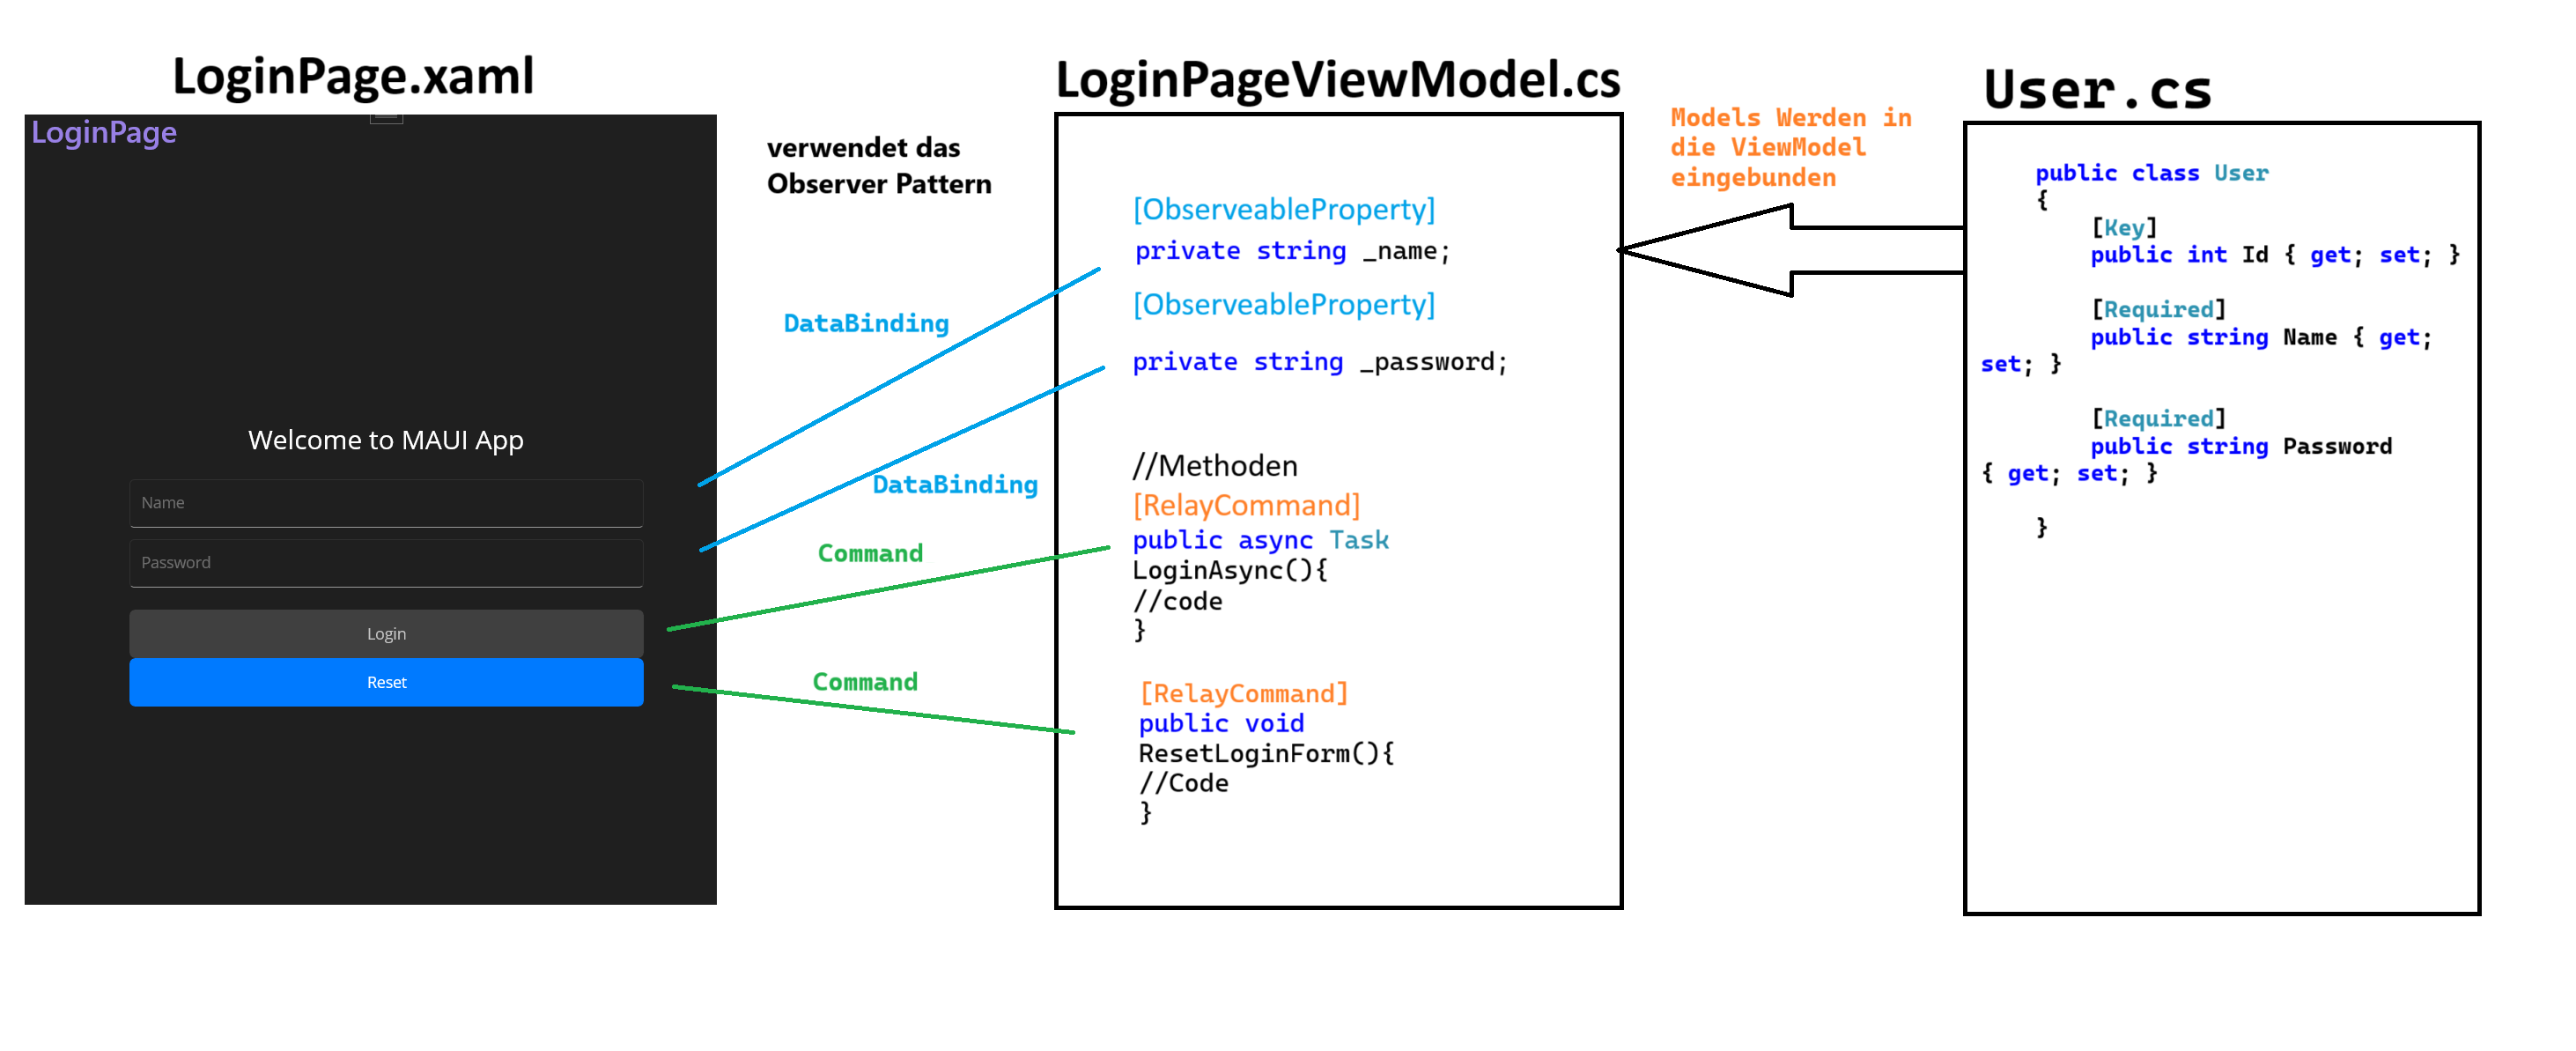 LoginPage.xaml
LoginPage
Welcome to MAUI App
Name
Password
Login
Reset
verwendet das
Observer Pattern
DataBinding
DataBinding
Command
Command
LoginPageViewModel.cs
[ObserveableProperty]
private string _name;
[ObserveableProperty]
private string _password;
//Methoden
[RelayCommand]
public async Task
LoginAsync(){
//code
}
[RelayCommand]
public void
ResetLoginForm(){
//Code
}
Models Werden in
die ViewModel
eingebunden
User.cs
public class User
{
[Key]
public int Id { get; set; }
[Required]
public string Name { get;
set; }
[Required]
public string Password
{ get; set; }
}